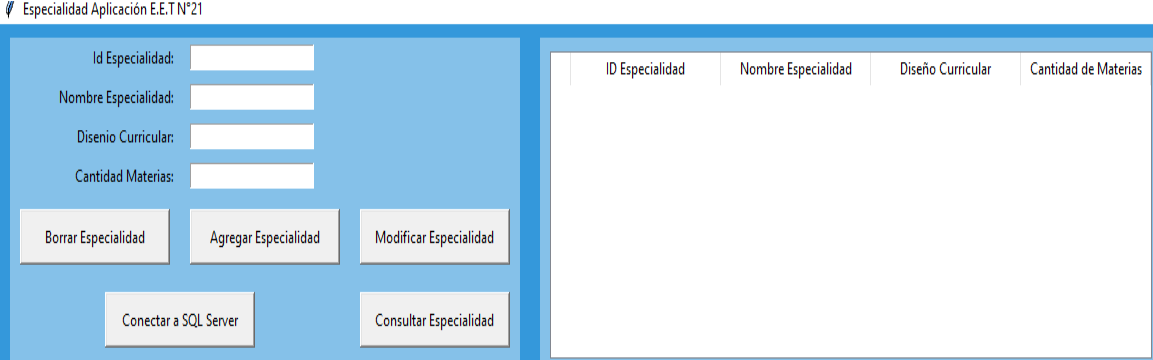 Especialidad Aplicación E.E.T N°21
Id Especialidad:
Nombre Especialidad:
Disenio Curricular:
Cantidad Materias:
Borrar Especialidad
Agregar Especialidad
Modificar Especialidad
Conectar a SQL Server
Consultar Especialidad
ID Especialidad
Nombre Especialidad
Diseño Curricular
Cantidad de Materias